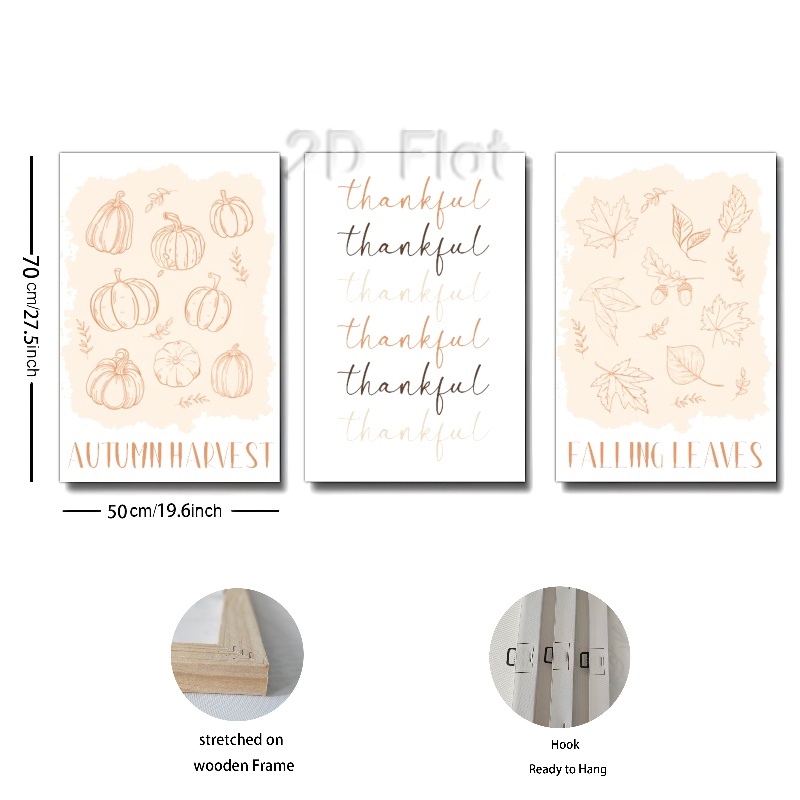 2D Flat
70 cm/27.5inch
thankful
thankful
thankful
thankful
thankful
thankful
AUTUMN HARVEST
FALLING LEAVES
50 cm/19.6inch
stretched on
wooden Frame
Hook
Ready to Hang